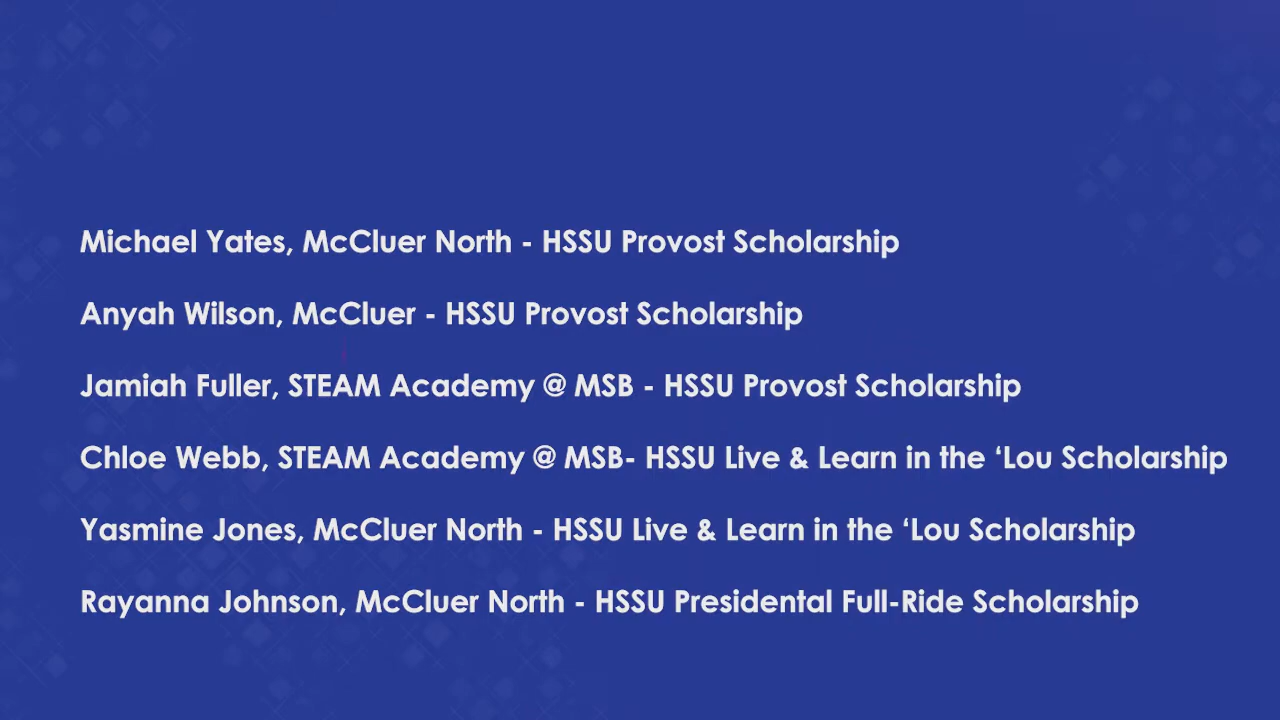 Michael Yates, McCluer North - HSSU Provost Scholarship
Anyah Wilson, McCluer - HSSU Provost Scholarship
Jamiah Fuller, STEAM Academy @ MSB - HSSU Provost Scholarship
Chloe Webb, STEAM Academy @ MSB- HSSU Live & Learn in the ‘Lou Scholarship
Yasmine Jones, McCluer North - HSSU Live & Learn in the ‘Lou Scholarship
Rayanna Johnson, McCluer North - HSSU Presidental Full-Ride Scholarship